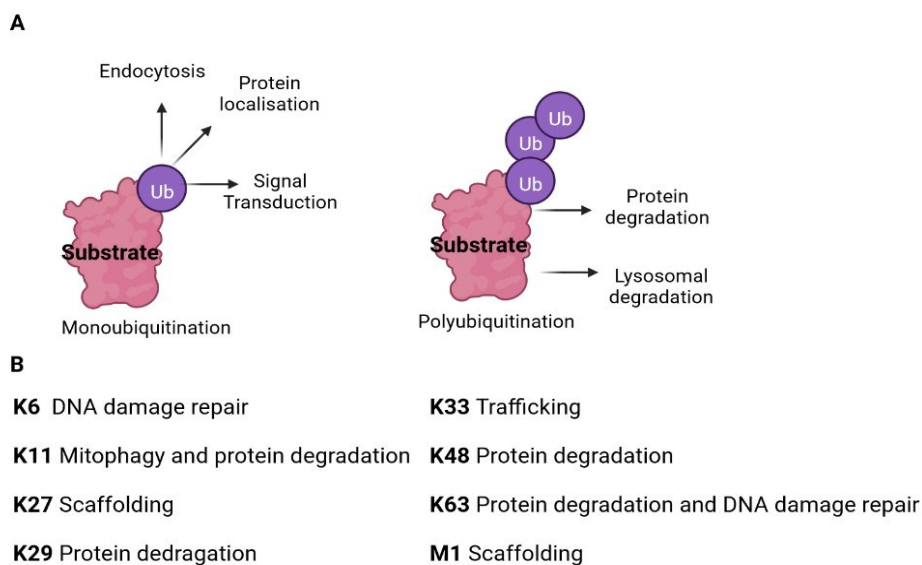 A
Endocytosis
Protein
localisation
Ub
Signal
Transduction
Substrate
Monoubiquitination
Ub
Ub
Ub
Protein
degradation
Substrate
Lysosomal
degradation
Polyubiquitination
B
K6 DNA damage repair
K33 Trafficking
K11 Mitophagy and protein degradation
K48 Protein degradation
K27 Scaffolding
K63 Protein degradation and DNA damage repair
K29 Protein dedragation
M1 Scaffolding